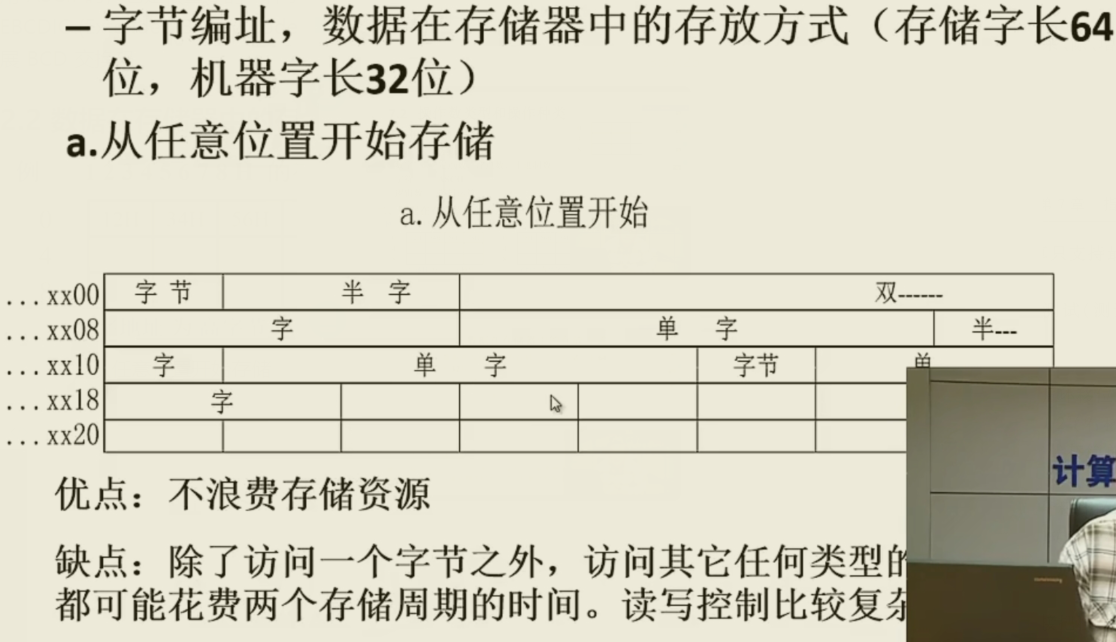 – 字节编址，数据在存储器中的存放方式（存储字长64
位，机器字长32位）
a.从任意位置开始存储
a. 从任意位置开始
...xx00 字 节 半 字 双------
...xx08 字 单 字 半---
...xx10 字 单 字 字节 单
...xx18 字
...xx20
优点：不浪费存储资源
计算
缺点：除了访问一个字节之外，访问其它任何类型的
都可能花费两个存储周期的时间。读写控制比较复杂